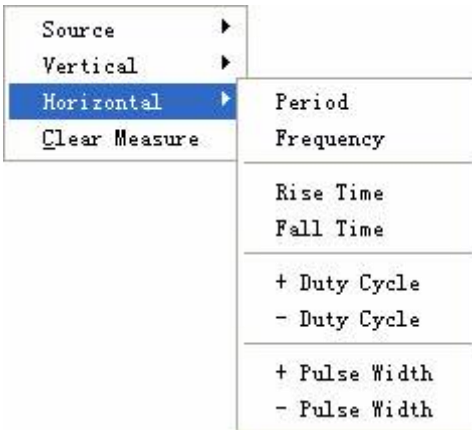 Source
Vertical
Horizontal
Clear Measure
Period
Frequency
Rise Time
Fall Time
+ Duty Cycle
- Duty Cycle
+ Pulse Width
- Pulse Width